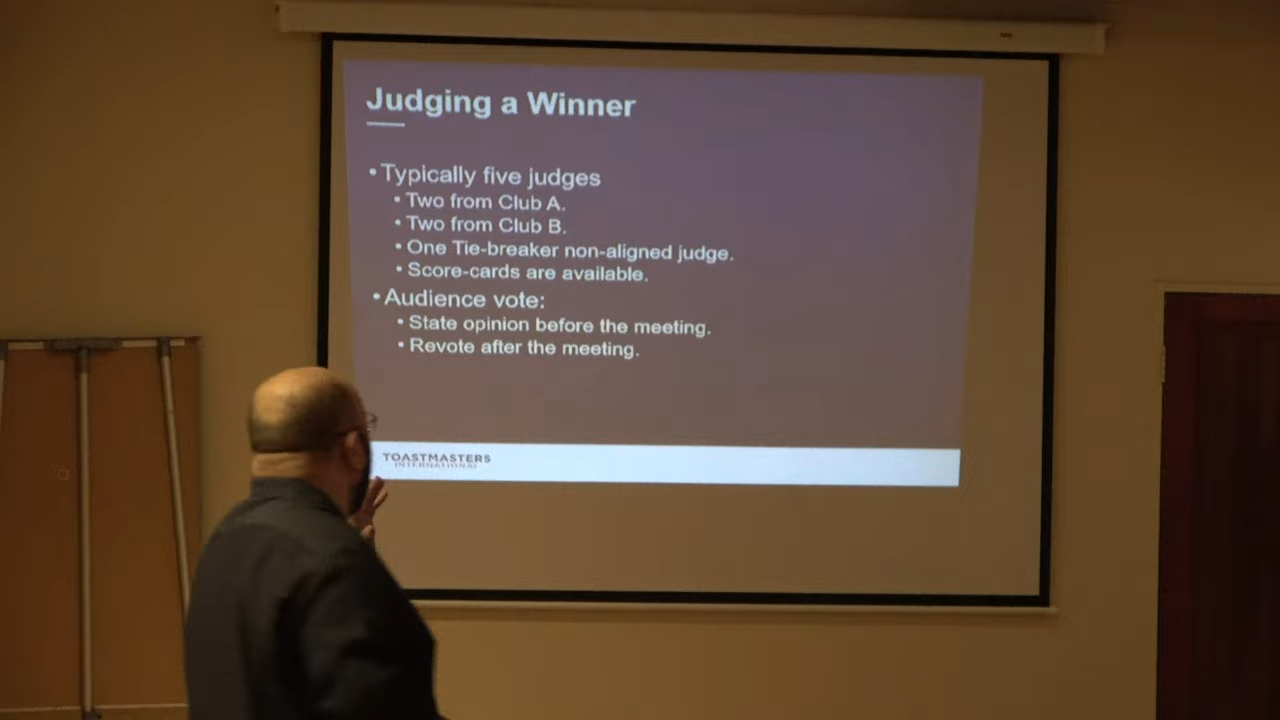 Judging a Winner
• Typically five judges
• Two from Club A.
• Two from Club B.
• One Tie-breaker non-aligned judge.
• Score-cards are available.
• Audience vote:
• State opinion before the meeting.
• Revote after the meeting.
TOASTMASTERS
INTERNATIONAL